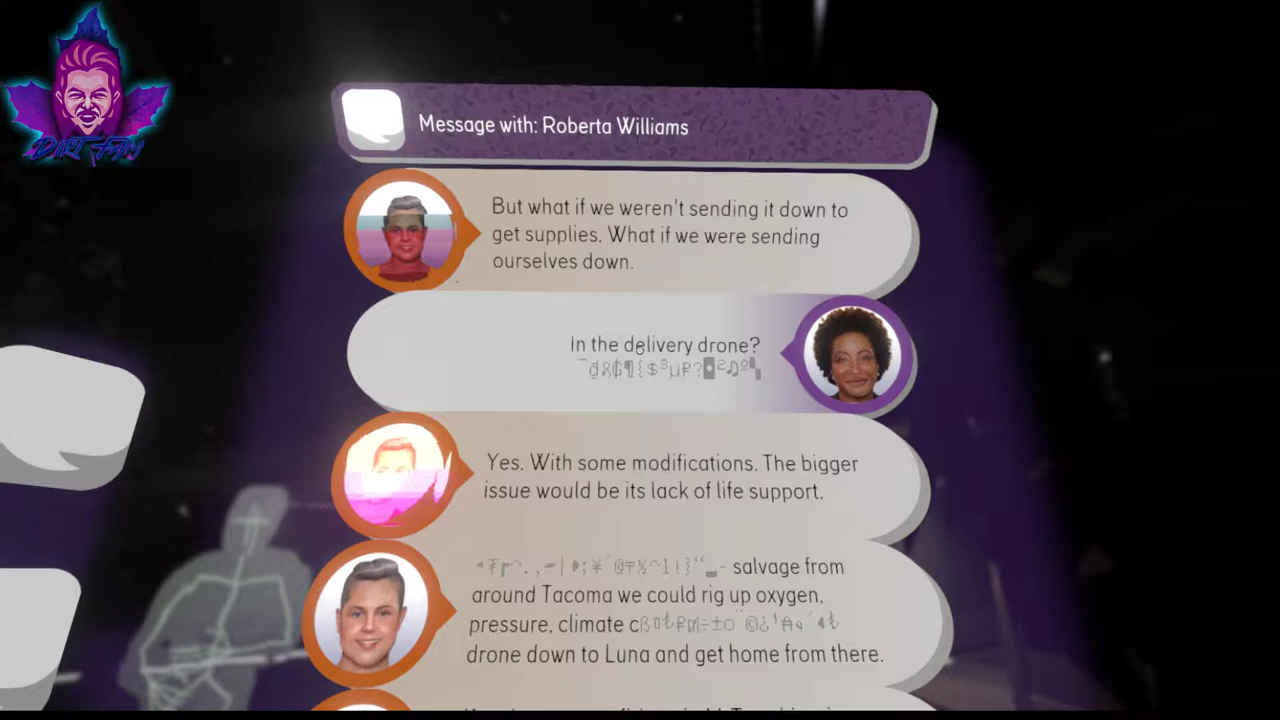 DIRT FAN
Message with: Roberta Williams
But what if we weren't sending it down to
get supplies. What if we were sending
ourselves down.
In the delivery drone?
Yes. With some modifications. The bigger
issue would be its lack of life support.
salvage from
around Tacoma we could rig up oxygen,
pressure, climate c
drone down to Luna and get home from there.